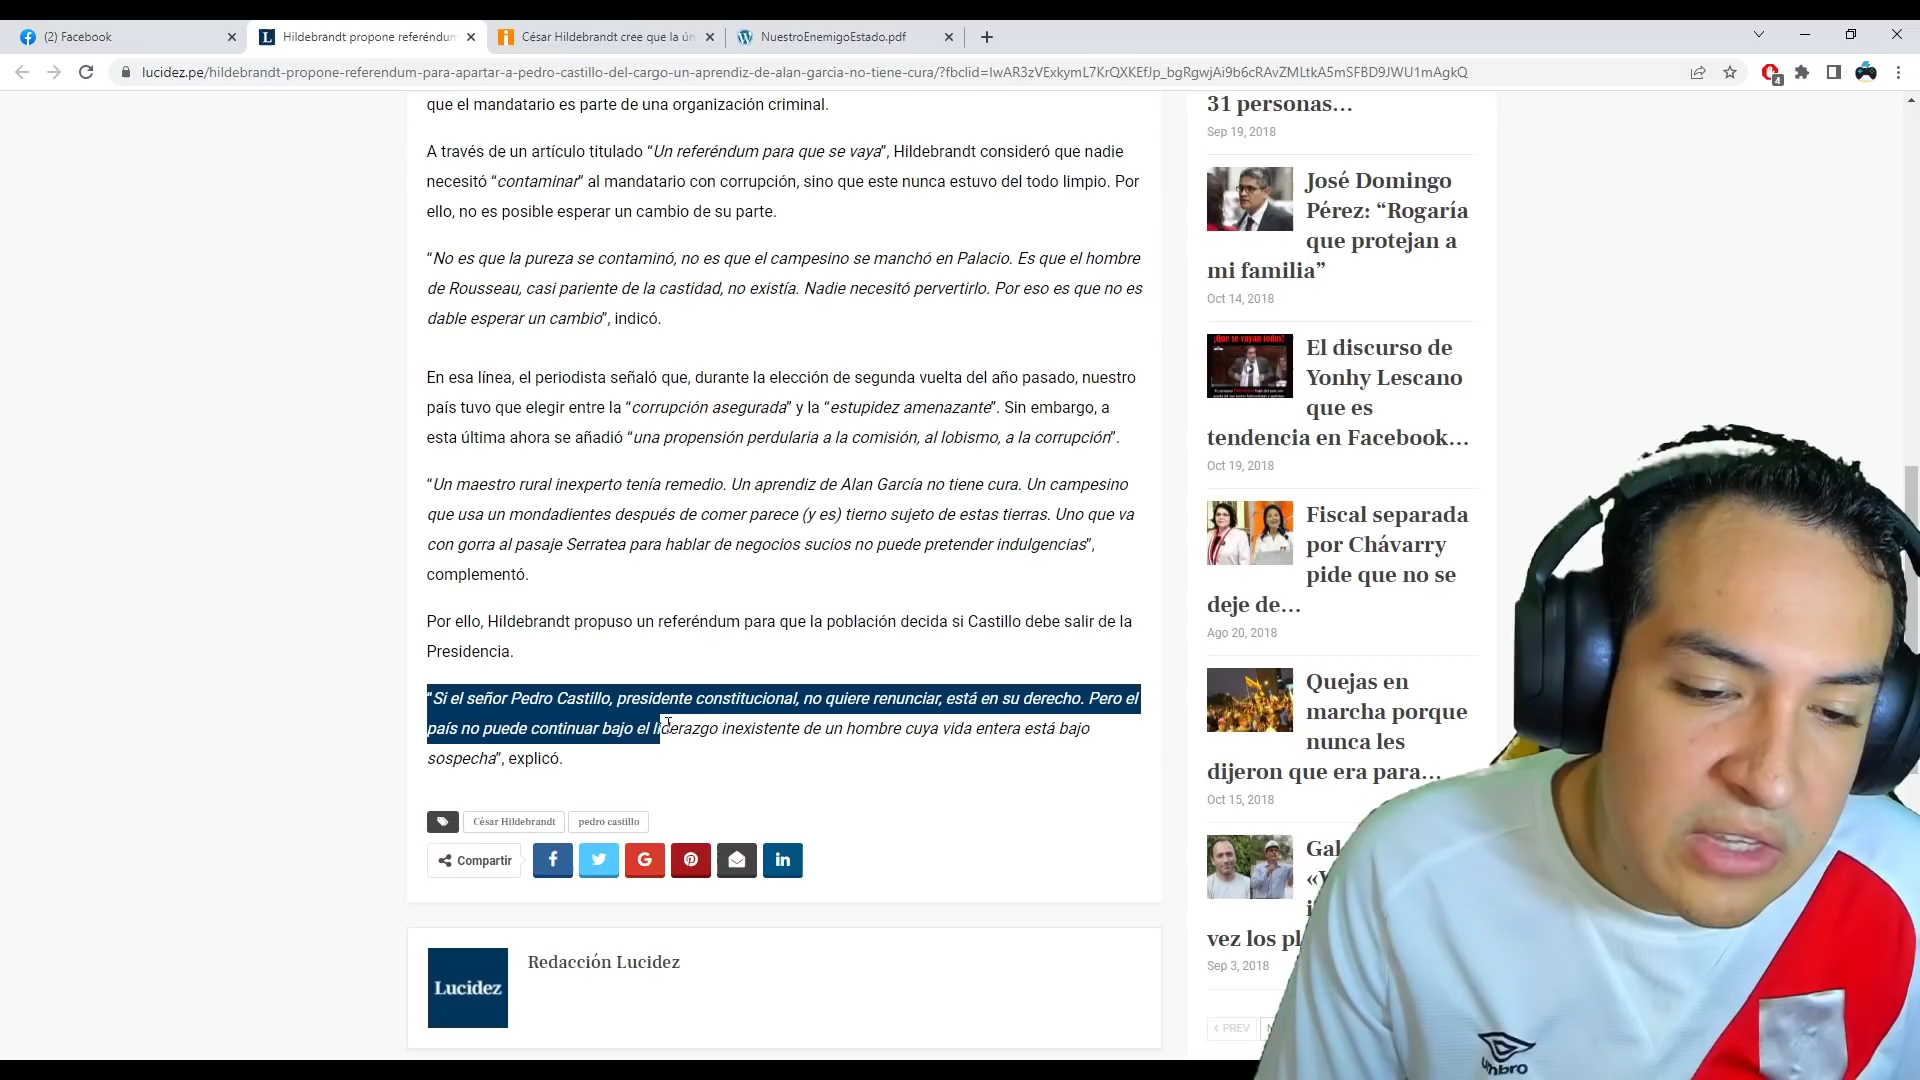 (2) Facebook
Hildebrandt propone referéndum
César Hildebrandt cree que la ún
NuestroEnemigoEstado.pdf
lucidez.pe/hildebrandt-propone-referendum-para-apartar-a-pedro-castillo-del-cargo-un-aprendiz-de-alan-garcia-no-tiene-cura/?fbclid=IwAR3zVExkymL7KrQXKEfJp_bgRgwjAi9b6cRAvZMLtkA5mSFBD9JWU1mAgkQ
4
que el mandatario es parte de una organización criminal.
A través de un artículo titulado “Un referéndum para que se vaya”, Hildebrandt consideró que nadie
necesitó “contaminar” al mandatario con corrupción, sino que este nunca estuvo del todo limpio. Por
ello, no es posible esperar un cambio de su parte.
“No es que la pureza se contaminó, no es que el campesino se manchó en Palacio. Es que el hombre
de Rousseau, casi pariente de la castidad, no existía. Nadie necesitó pervertirlo. Por eso es que no es
dable esperar un cambio”, indicó.
En esa línea, el periodista señaló que, durante la elección de segunda vuelta del año pasado, nuestro
país tuvo que elegir entre la “corrupción asegurada” y la “estupidez amenazante”. Sin embargo, a
esta última ahora se añadió “una propensión perdularia a la comisión, al lobismo, a la corrupción”.
“Un maestro rural inexperto tenía remedio. Un aprendiz de Alan García no tiene cura. Un campesino
que usa un mondadientes después de comer parece (y es) tierno sujeto de estas tierras. Uno que va
con gorra al pasaje Serratea para hablar de negocios sucios no puede pretender indulgencias”,
complementó.
Por ello, Hildebrandt propuso un referéndum para que la población decida si Castillo debe salir de la
Presidencia.
“Si el señor Pedro Castillo, presidente constitucional, no quiere renunciar, está en su derecho. Pero el
país no puede continuar bajo el liderazgo inexistente de un hombre cuya vida entera está bajo
sospecha”, explicó.
César Hildebrandt
pedro castillo
Compartir
Lucidez
Redacción Lucidez
31 personas…
Sep 19, 2018
José Domingo
Pérez: “Rogaría
que protejan a
mi familia”
Oct 14, 2018
¡Que se vayan todos!
El discurso de
Yonhy Lescano
que es
tendencia en Facebook…
Oct 19, 2018
Fiscal separada
por Chávarry
pide que no se
deje de…
Ago 20, 2018
Quejas en
marcha porque
nunca les
dijeron que era para…
Oct 15, 2018
Gal
vez los pl
Sep 3, 2018
PREV
umbro